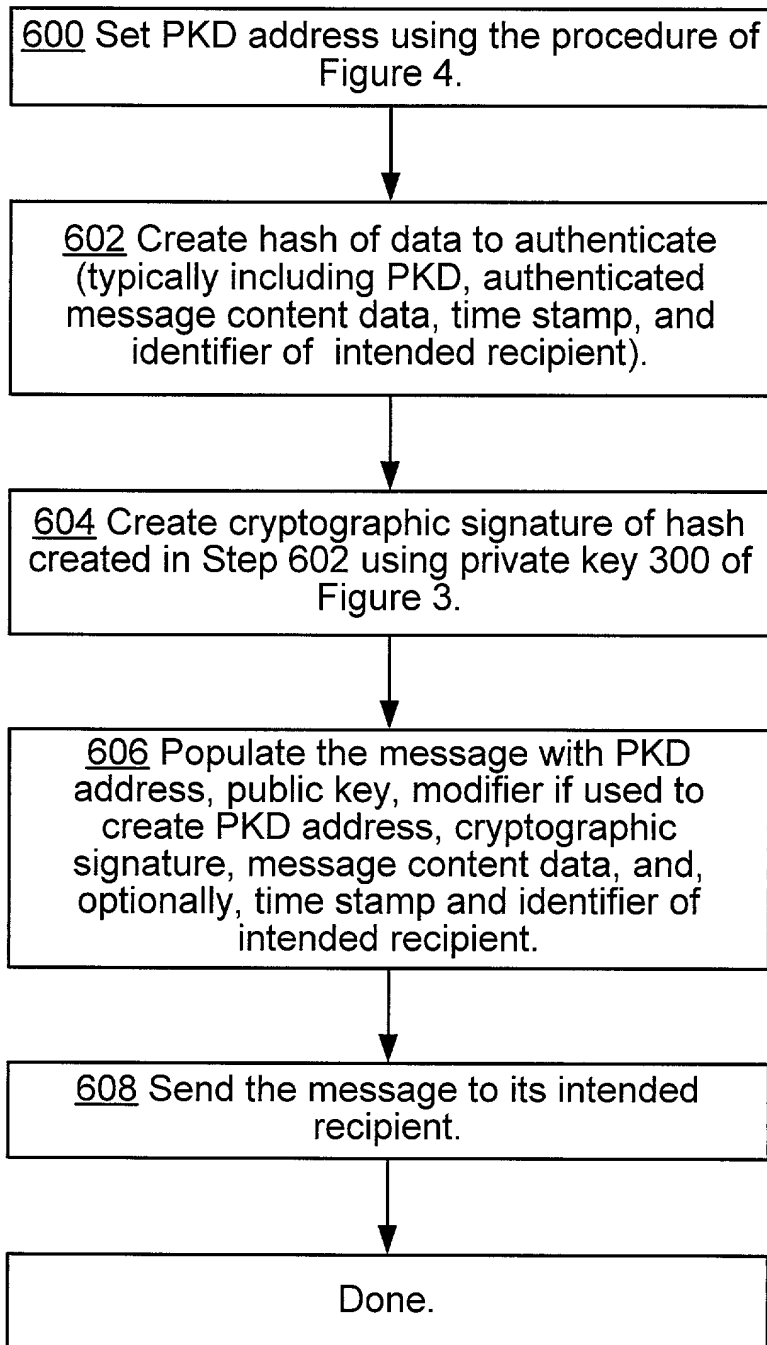 600 Set PKD address using the procedure of
Figure 4.
602 Create hash of data to authenticate
(typically including PKD, authenticated
message content data, time stamp, and
identifier of intended recipient).
604 Create cryptographic signature of hash
created in Step 602 using private key 300 of
Figure 3.
606 Populate the message with PKD
address, public key, modifier if used to
create PKD address, cryptographic
signature, message content data, and,
optionally, time stamp and identifier of
intended recipient.
608 Send the message to its intended
recipient.
Done.